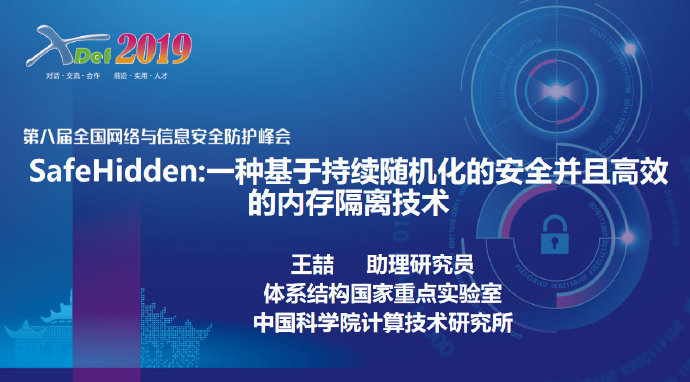 XDef 2019
对话·交流·合作 前沿·实用·人才
第八届全国网络与信息安全防护峰会
SafeHidden:一种基于持续随机化的安全并且高效
的内存隔离技术
王喆 助理研究员
体系结构国家重点实验室
中国科学院计算技术研究所